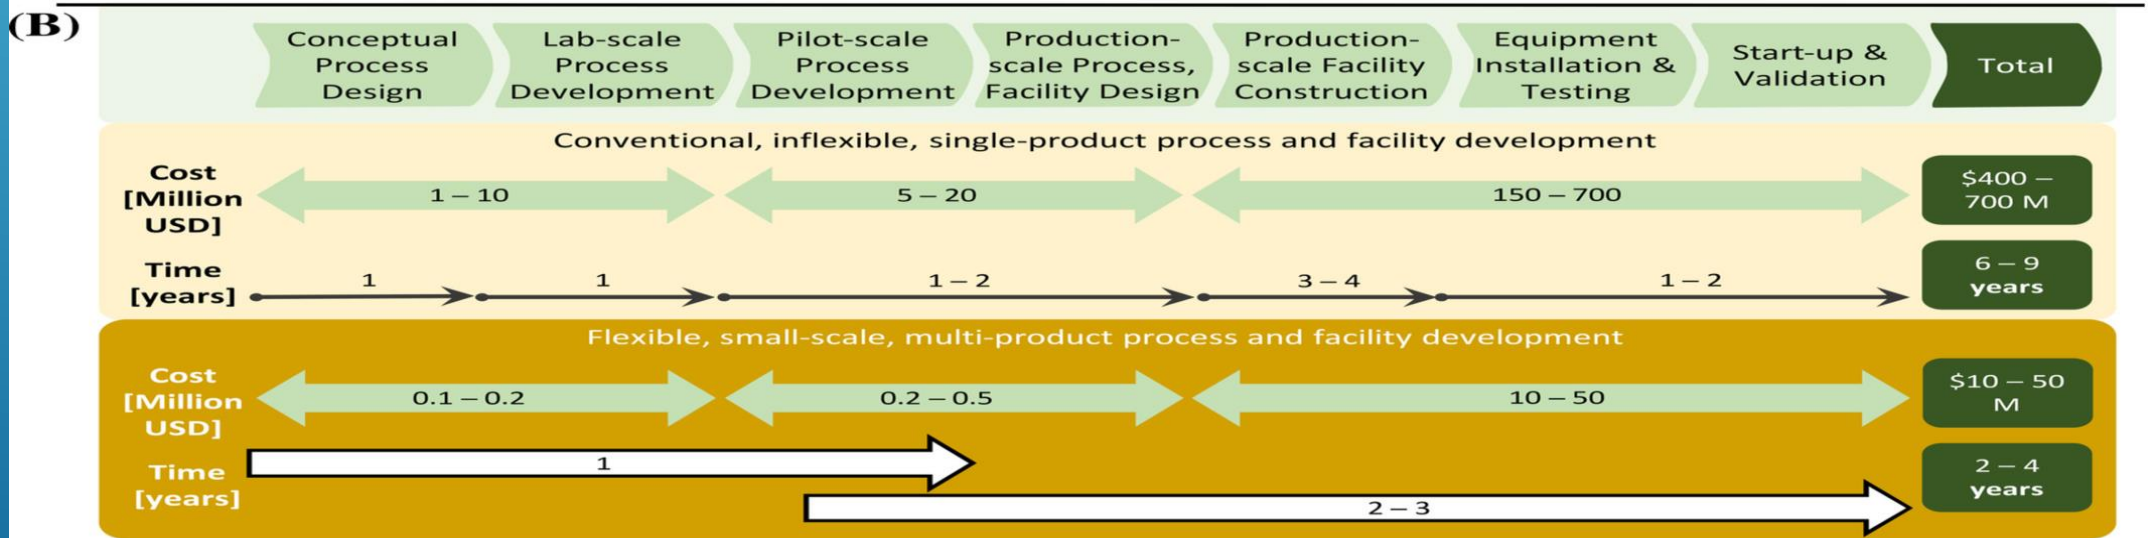 (B)
Conceptual
Process
Design
Lab-scale
Process
Development
Pilot-scale
Process
Development
Production-
scale Process,
Facility Design
Production-
scale Facility
Construction
Equipment
Installation &
Testing
Start-up &
Validation
Total
Conventional, inflexible, single-product process and facility development
Cost
[Million
USD]
1 – 10
5 – 20
150 – 700
$400 –
700 M
Time
[years]
1
1
1 – 2
3 – 4
1 – 2
6 – 9
years
Flexible, small-scale, multi-product process and facility development
Cost
[Million
USD]
0.1 – 0.2
0.2 – 0.5
10 – 50
$10 – 50
M
Time
[years]
1
2 – 3
2 – 4
years